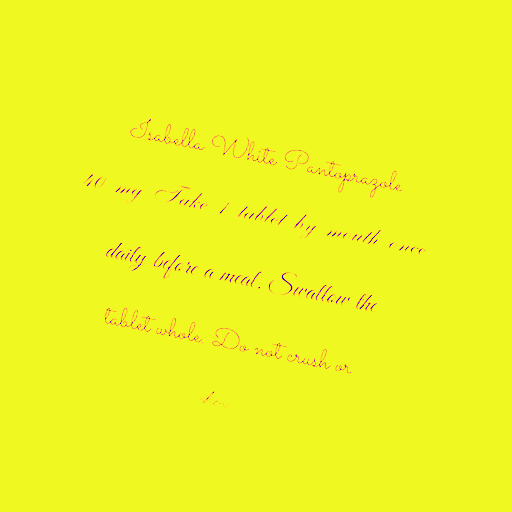 Isabella White Pantoprazole
40 mg Take 1 tablet by mouth once
daily before a meal. Swallow the
tablet whole. Do not crush or